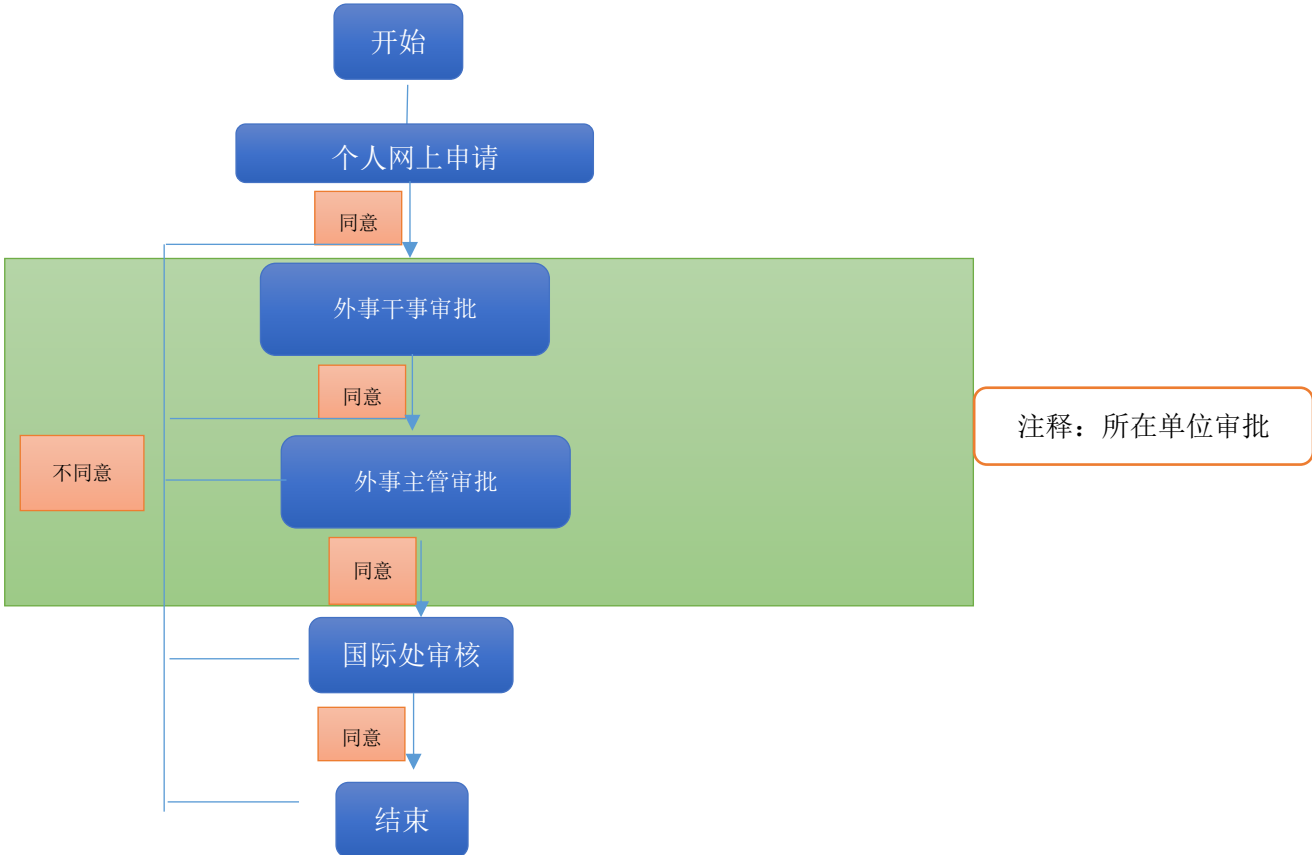 开始
个人网上申请
同意
外事干事审批
同意
注释：所在单位审批
不同意
外事主管审批
同意
国际处审核
同意
结束